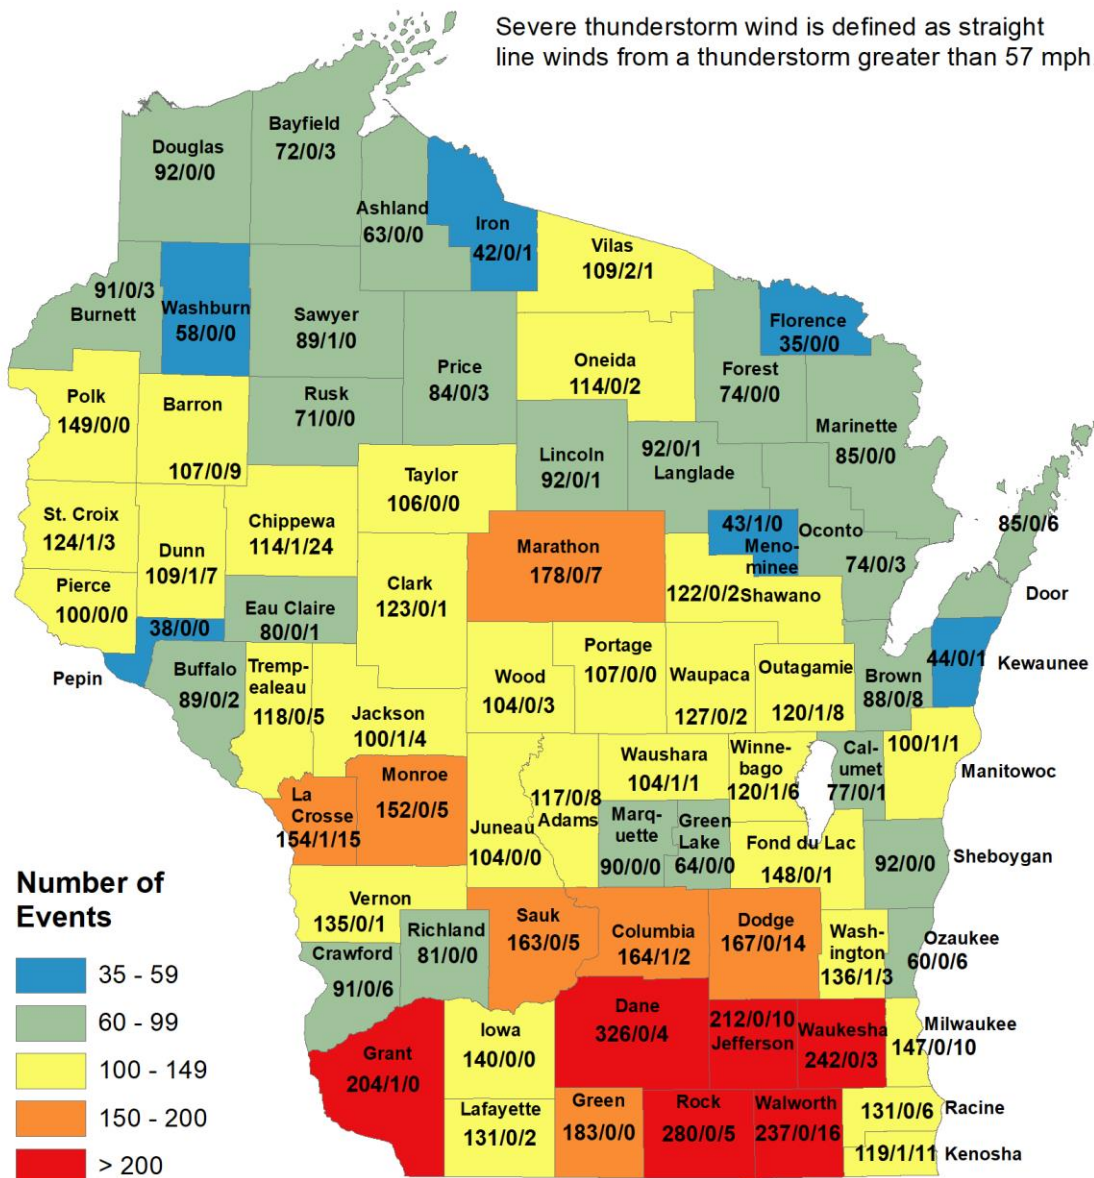 Severe thunderstorm wind is defined as straight
line winds from a thunderstorm greater than 57 mph
Douglas
92/0/0
Bayfield
72/0/3
Ashland
63/0/0
Iron
42/0/1
Vilas
109/2/1
91/0/3
Burnett
Washburn
58/0/0
Sawyer
89/1/0
Price
84/0/3
Oneida
114/0/2
Florence
35/0/0
Forest
74/0/0
Marinette
85/0/0
Polk
149/0/0
Barron
107/0/9
Rusk
71/0/0
Taylor
106/0/0
Lincoln
92/0/1
92/0/1
Langlade
St. Croix
124/1/3
Dunn
109/1/7
Chippewa
114/1/24
Marathon
178/0/7
43/1/0
Meno-
minee
Oconto
74/0/3
85/0/6
Door
Pierce
100/0/0
Clark
123/0/1
122/0/2
Shawano
Eau Claire
80/0/1
38/0/0
Pepin
Buffalo
89/0/2
Tremp-
ealeau
118/0/5
Jackson
100/1/4
Wood
104/0/3
Portage
107/0/0
Waupaca
127/0/2
Outagamie
120/1/8
Brown
88/0/8
44/0/1
Kewaunee
La
Crosse
154/1/15
Monroe
152/0/5
Juneau
104/0/0
117/0/8
Adams
Waushara
104/1/1
Winne-
bago
120/1/6
Cal-
umet
77/0/1
100/1/1
Manitowoc
Marq-
uette
90/0/0
Green
Lake
64/0/0
Fond du Lac
148/0/1
92/0/0
Sheboygan
Vernon
135/0/1
Richland
81/0/0
Sauk
163/0/5
Columbia
164/1/2
Dodge
167/0/14
Wash-
ington
136/1/3
Ozaukee
60/0/6
Crawford
91/0/6
Grant
204/1/0
Iowa
140/0/0
Dane
326/0/4
212/0/10
Jefferson
Waukesha
242/0/3
Milwaukee
147/0/10
Lafayette
131/0/2
Green
183/0/0
Rock
280/0/5
Walworth
237/0/16
131/0/6
Racine
119/1/11
Kenosha
Number of
Events
35 - 59
60 - 99
100 - 149
150 - 200
> 200